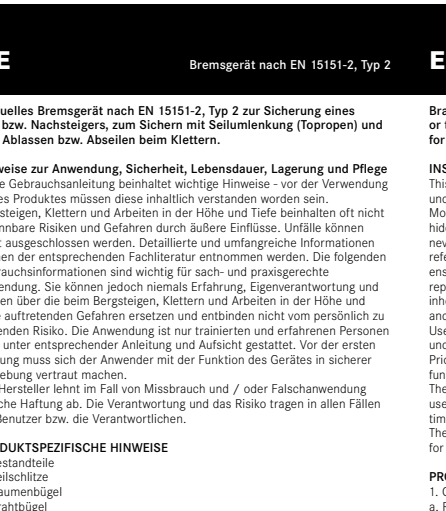 E
Bremsgerät nach EN 15151-2, Typ 2
E
uelles Bremsgerät nach EN 15151-2, Typ 2 zur Sicherung eines
bzw. Nachsteigers, zum Sichern mit Seilumlenkung (Topropen) und
Ablassen bzw. Abseilen beim Klettern.
weise zur Anwendung, Sicherheit, Lebensdauer, Lagerung und Pflege
e Gebrauchsanleitung beinhaltet wichtige Hinweise - vor der Verwendung
es Produktes müssen diese inhaltlich verstanden worden sein.
steigen, Klettern und Arbeiten in der Höhe und Tiefe beinhalten oft nicht
nnbare Risiken und Gefahren durch äußere Einflüsse. Unfälle können
t ausgeschlossen werden. Detaillierte und umfangreiche Informationen
en der entsprechenden Fachliteratur entnommen werden. Die folgenden
rauchsinformationen sind wichtig für sach- und praxisgerechte
endung. Sie können jedoch niemals Erfahrung, Eigenverantwortung und
en über die beim Bergsteigen, Klettern und Arbeiten in der Höhe und
e auftretenden Gefahren ersetzen und entbinden nicht vom persönlich zu
enden Risiko. Die Anwendung ist nur trainierten und erfahrenen Personen
unter entsprechender Anleitung und Aufsicht gestattet. Vor der ersten
ung muss sich der Anwender mit der Funktion des Gerätes in sicherer
ebung vertraut machen.
Hersteller lehnt im Fall von Missbrauch und / oder Falschanwendung
che Haftung ab. Die Verantwortung und das Risiko tragen in allen Fällen
Benutzer bzw. die Verantwortlichen.
DUKTSPEZIFISCHE HINWEISE
estandteile
eilschlitze
aumenbügel
rahtbügel
Bra
or t
for
INS
This
und
Mo
hide
nev
refe
ens
rep
inhe
and
Use
und
Pric
fun
The
use
tim
The
for
PRO
1. C
a. R